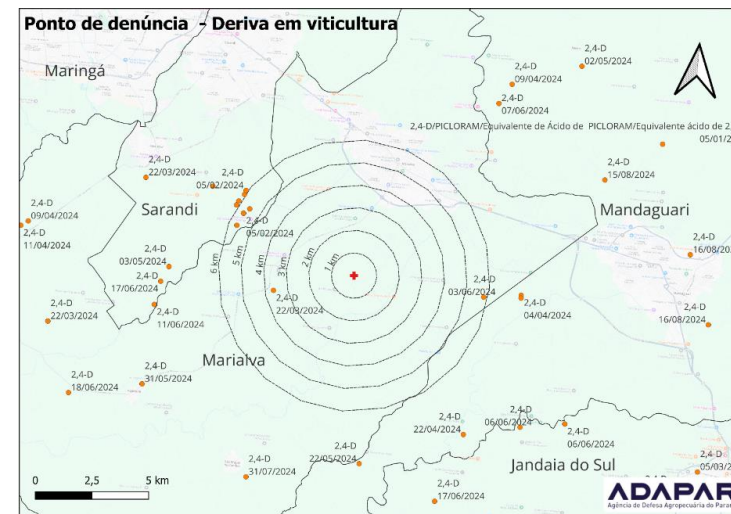 Ponto de denúncia - Deriva em viticultura
Maringá
2,4-D
02/05/2024
2,4-D
09/04/2024
2,4-D
07/06/2024
2,4-D/PICLORAM/Equivalente de Ácido de PICLORAM/Equivalente ácido de 2,
05/01/2
2,4-D
22/03/2024
2,4-D
05/02/2024
2,4-D
15/08/2024
Sarandi
Mandaguari
2,4-D
09/04/2024
2,4-D
11/04/2024
2,4-D
05/02/2024
2,4-D
03/05/2024
2,4-D
17/06/2024
2,4-D
11/06/2024
2,4-D
22/03/2024
6 km
5 km
4 km
3 km
2 km
1 km
2,4-D
22/03/2024
2,4-D
03/06/2024
2,4-D
04/04/2024
2,4-D
16/08/2024
2,4-D
16/08/2024
Marialva
2,4-D
18/06/2024
2,4-D
31/05/2024
2,4-D
22/04/2024
2,4-D
06/06/2024
2,4-D
06/06/2024
2,4-D
31/07/2024
2,4-D
22/05/2024
Jandaia do Sul
2,4-D
05/03/2
2,4-D
17/06/2024
2,4-D
0 2,5 5 km
ADAPAR
Agência de Defesa Agropecuária do Paran